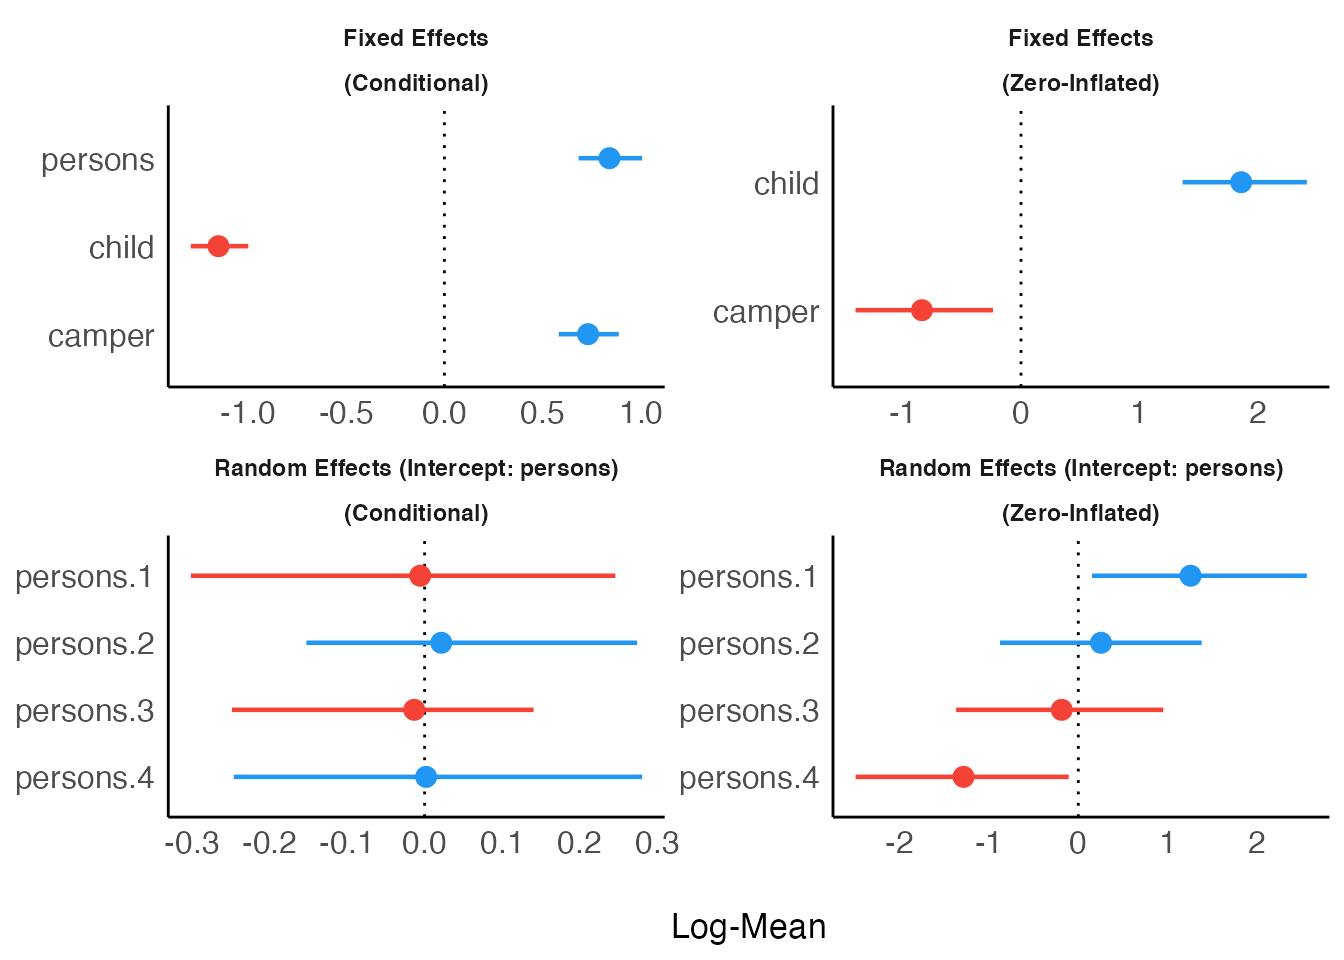 Fixed Effects
(Conditional)
persons
child
camper
-1.0 -0.5 0.0 0.5 1.0
Fixed Effects
(Zero-Inflated)
child
camper
-1 0 1 2
Random Effects (Intercept: persons)
(Conditional)
persons.1
persons.2
persons.3
persons.4
-0.3 -0.2 -0.1 0.0 0.1 0.2 0.3
Random Effects (Intercept: persons)
(Zero-Inflated)
persons.1
persons.2
persons.3
persons.4
-2 -1 0 1 2
Log-Mean